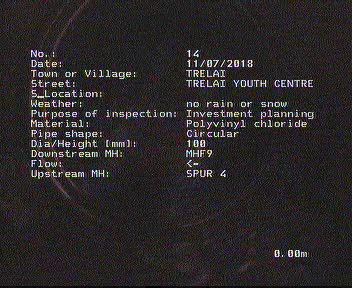 No.: 14
Date: 11/07/2018
Town or Village: TRELAI
Street: TRELAI YOUTH CENTRE
S_Location:
Weather: no rain or snow
Purpose of inspection: Investment planning
Material: Polyvinyl chloride
Pipe shape: Circular
Dia/Height [mm]: 100
Downstream MH: MHF9
Flow: <-
Upstream MH: SPUR 4
0.00m